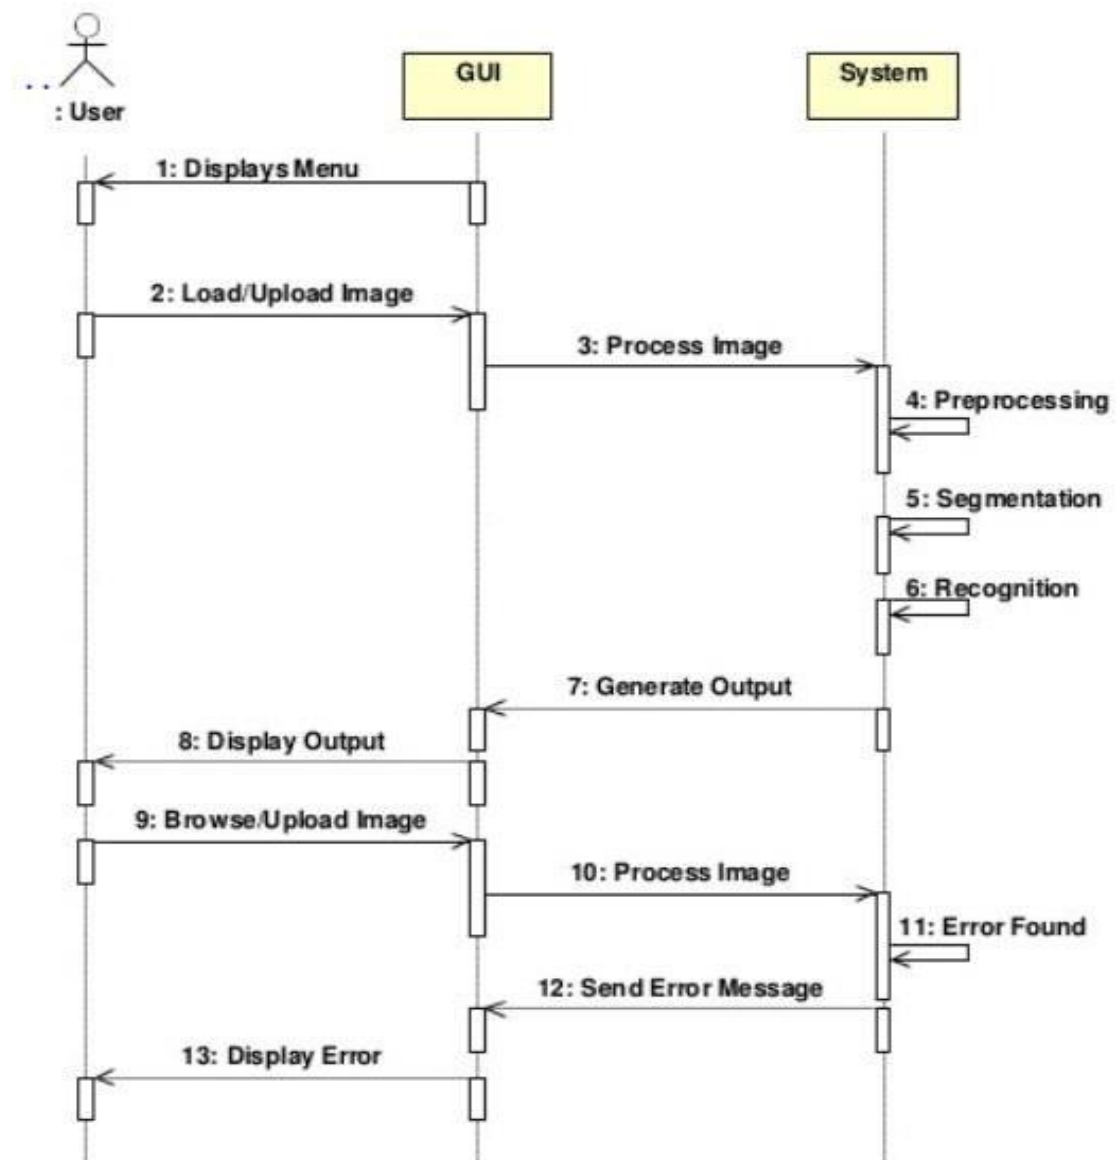 GUI
System
: User
1: Displays Menu
2: Load/Upload Image
3: Process Image
4: Preprocessing
5: Segmentation
6: Recognition
7: Generate Output
8: Display Output
9: Browse/Upload Image
10: Process Image
11: Error Found
12: Send Error Message
13: Display Error